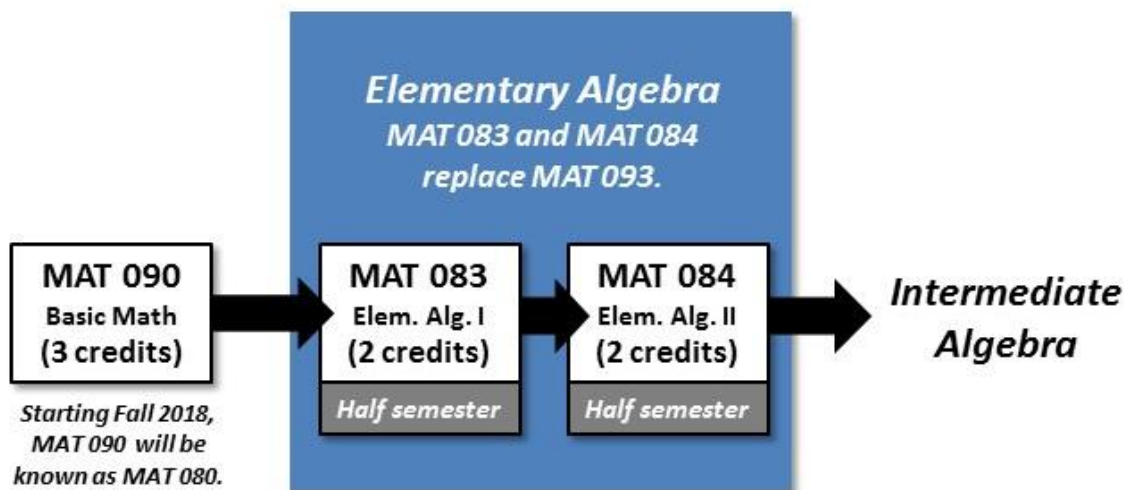 Elementary Algebra
MAT 083 and MAT 084
replace MAT 093.
MAT 090
Basic Math
(3 credits)
Starting Fall 2018,
MAT 090 will be
known as MAT 080.
MAT 083
Elem. Alg. I
(2 credits)
Half semester
MAT 084
Elem. Alg. II
(2 credits)
Half semester
Intermediate
Algebra